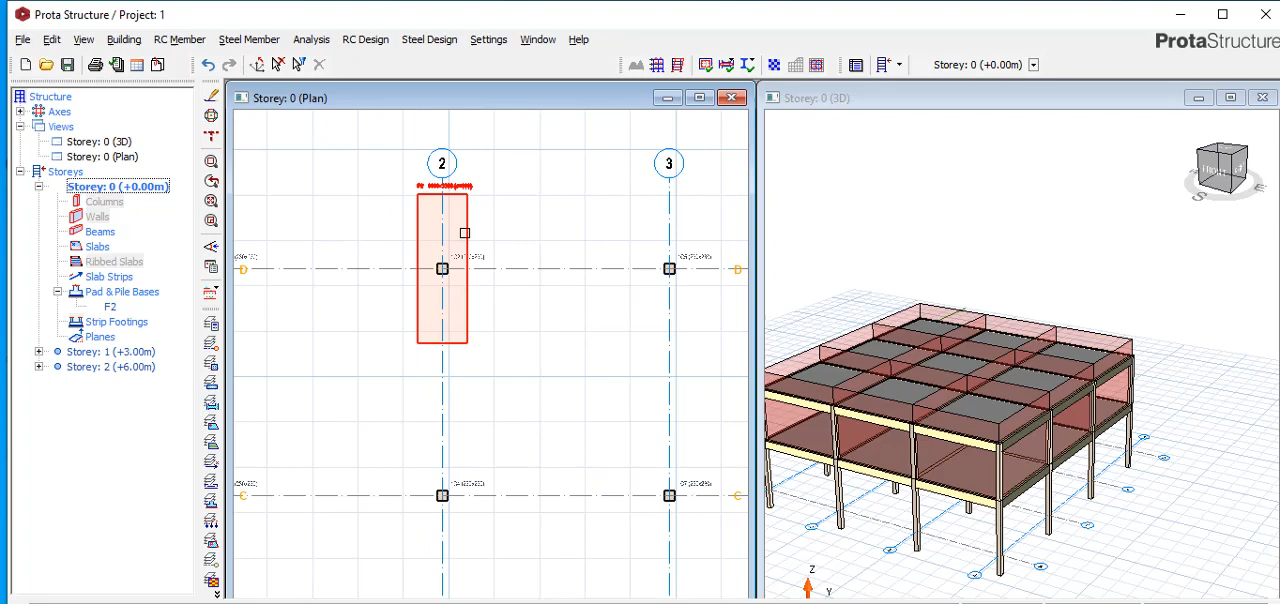 Prota Structure / Project: 1
File Edit View Building RC Member Steel Member Analysis RC Design Steel Design Settings Window Help
ProtaStructure
Storey: 0 (+0.00m)
Structure
Axes
Views
Storey: 0 (3D)
Storey: 0 (Plan)
Storeys
Storey: 0 (+0.00m)
Columns
Walls
Beams
Slabs
Ribbed Slabs
Slab Strips
Pad & Pile Bases
F2
Strip Footings
Planes
Storey: 1 (+3.00m)
Storey: 2 (+6.00m)
Storey: 0 (Plan)
2 3
D D
C C
Storey: 0 (3D)
FRONT
S E
Z
Y